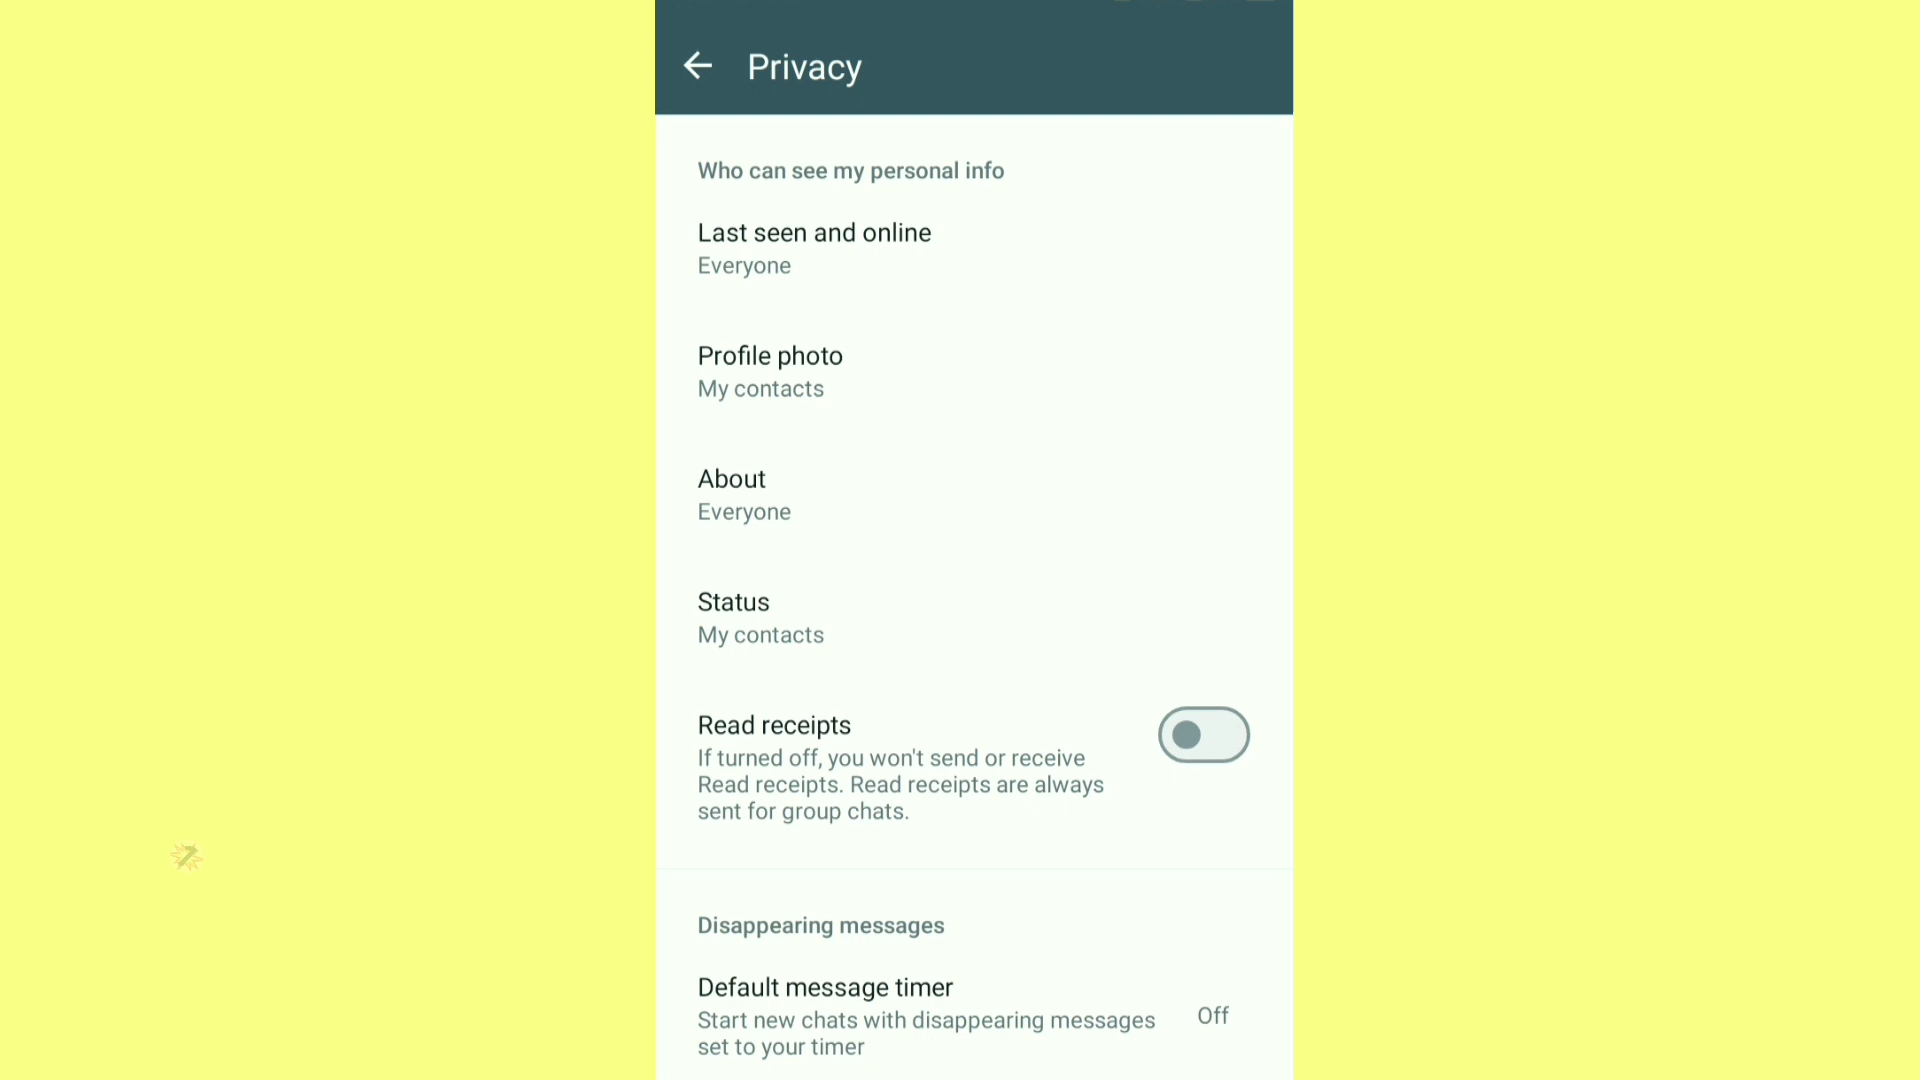 Privacy
Who can see my personal info
Last seen and online
Everyone
Profile photo
My contacts
About
Everyone
Status
My contacts
Read receipts
If turned off, you won't send or receive
Read receipts. Read receipts are always
sent for group chats.
Disappearing messages
Default message timer
Start new chats with disappearing messages
set to your timer
Off